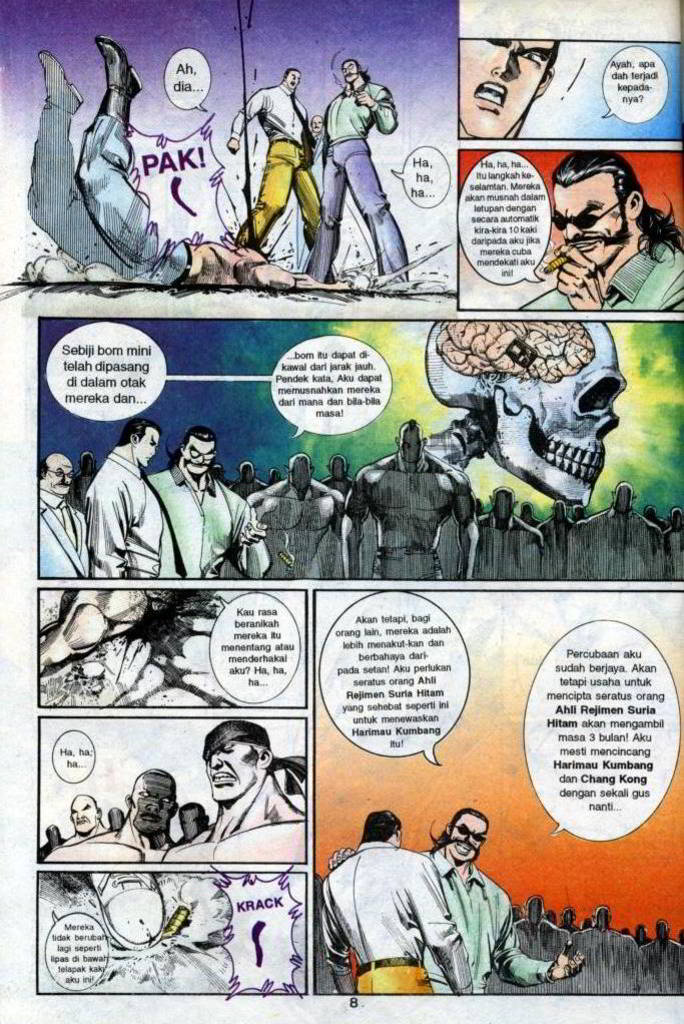 Ah,
dia...
PAK!
Ha,
ha,
ha...
Ayah, apa
dah terjadi
kepada-
nya?
Ha, ha, ha...
Itu langkah ke-
selamtan. Mereka
akan musnah dalam
letupan dengan
secara automatik
kira-kira 10 kaki
daripada aku jika
mereka cuba
mendekati aku
ini!
Sebiji bom mini
telah dipasang
di dalam otak
mereka dan...
...bom itu dapat di-
kawal dari jarak jauh.
Pendek kata, Aku dapat
memusnahkan mereka
dari mana dan bila-bila
masa!
Kau rasa
beranikah
mereka itu
menentang atau
menderhakai
aku? Ha, ha,
ha...
Ha, ha,
ha...
Mereka
tidak berubah
lagi seperti
lipas di bawah
telapak kaki
aku ini!
KRACK
Akan tetapi, bagi
orang lain, mereka adalah
lebih menakut-kan dan
berbahaya dari-
pada setan! Aku perlukan
seratus orang Ahli
Rejimen Suria Hitam
yang sehebat seperti ini
untuk menewaskan
Harimau Kumbang
itu!
Percubaan aku
sudah berjaya. Akan
tetapi usaha untuk
mencipta seratus orang
Ahli Rejimen Suria
Hitam akan mengambil
masa 3 bulan! Aku
mesti mencincang
Harimau Kumbang
dan Chang Kong
dengan sekali gus
nanti...
8